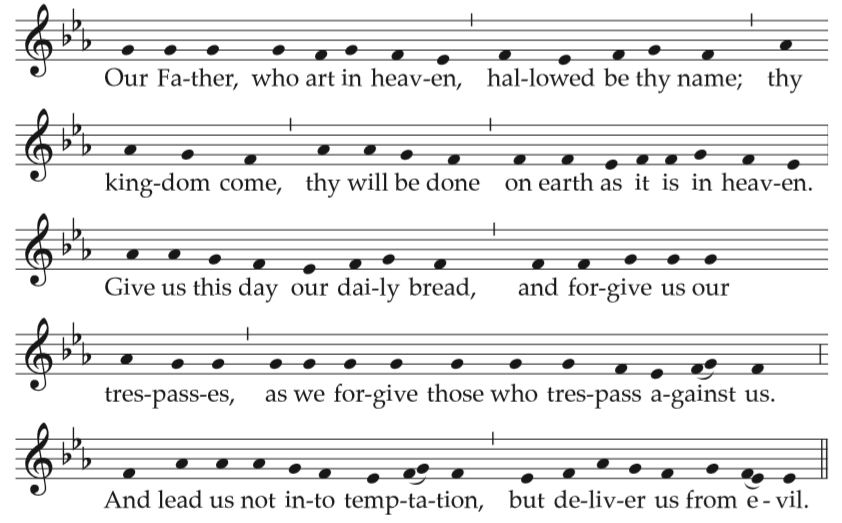 Our Fa-ther, who art in heav-en, hal-lowed be thy name; thy
king-dom come, thy will be done on earth as it is in heav-en.
Give us this day our dai-ly bread, and for-give us our
tres-pass-es, as we for-give those who tres-pass a-gainst us.
And lead us not in-to temp-ta-tion, but de-liv-er us from e - vil.